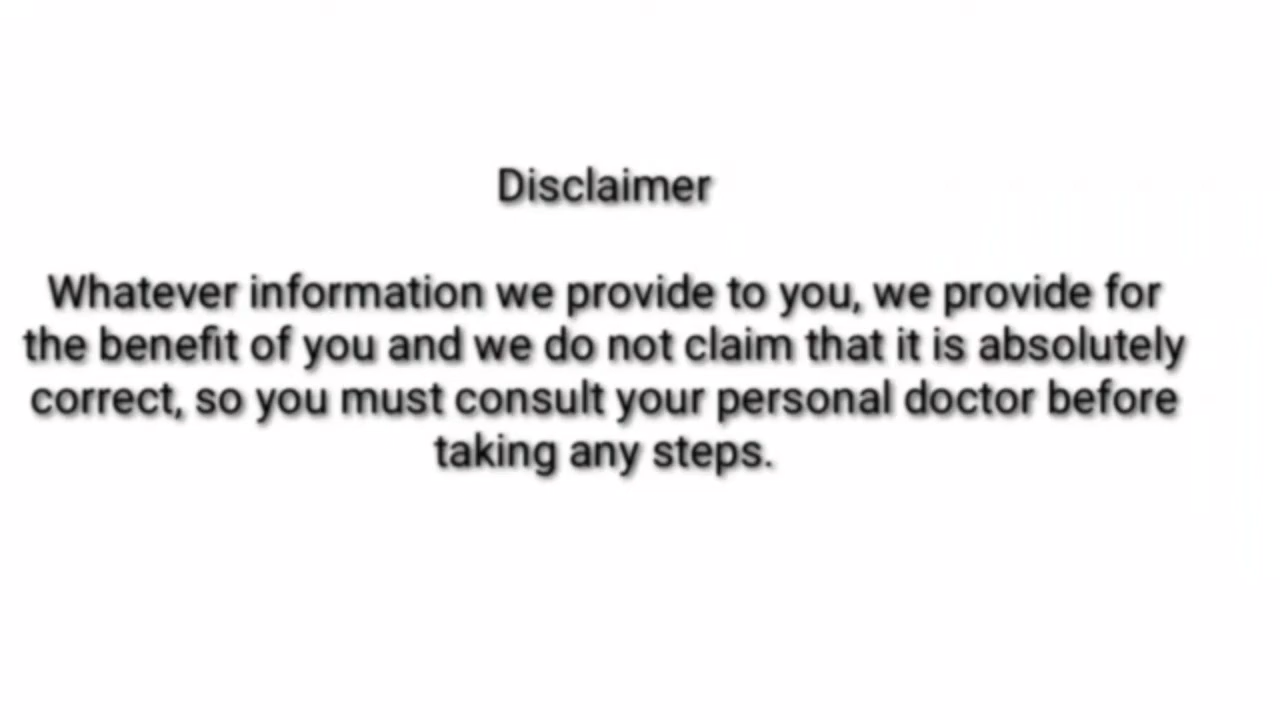 Disclaimer
Whatever information we provide to you, we provide for
the benefit of you and we do not claim that it is absolutely
correct, so you must consult your personal doctor before
taking any steps.